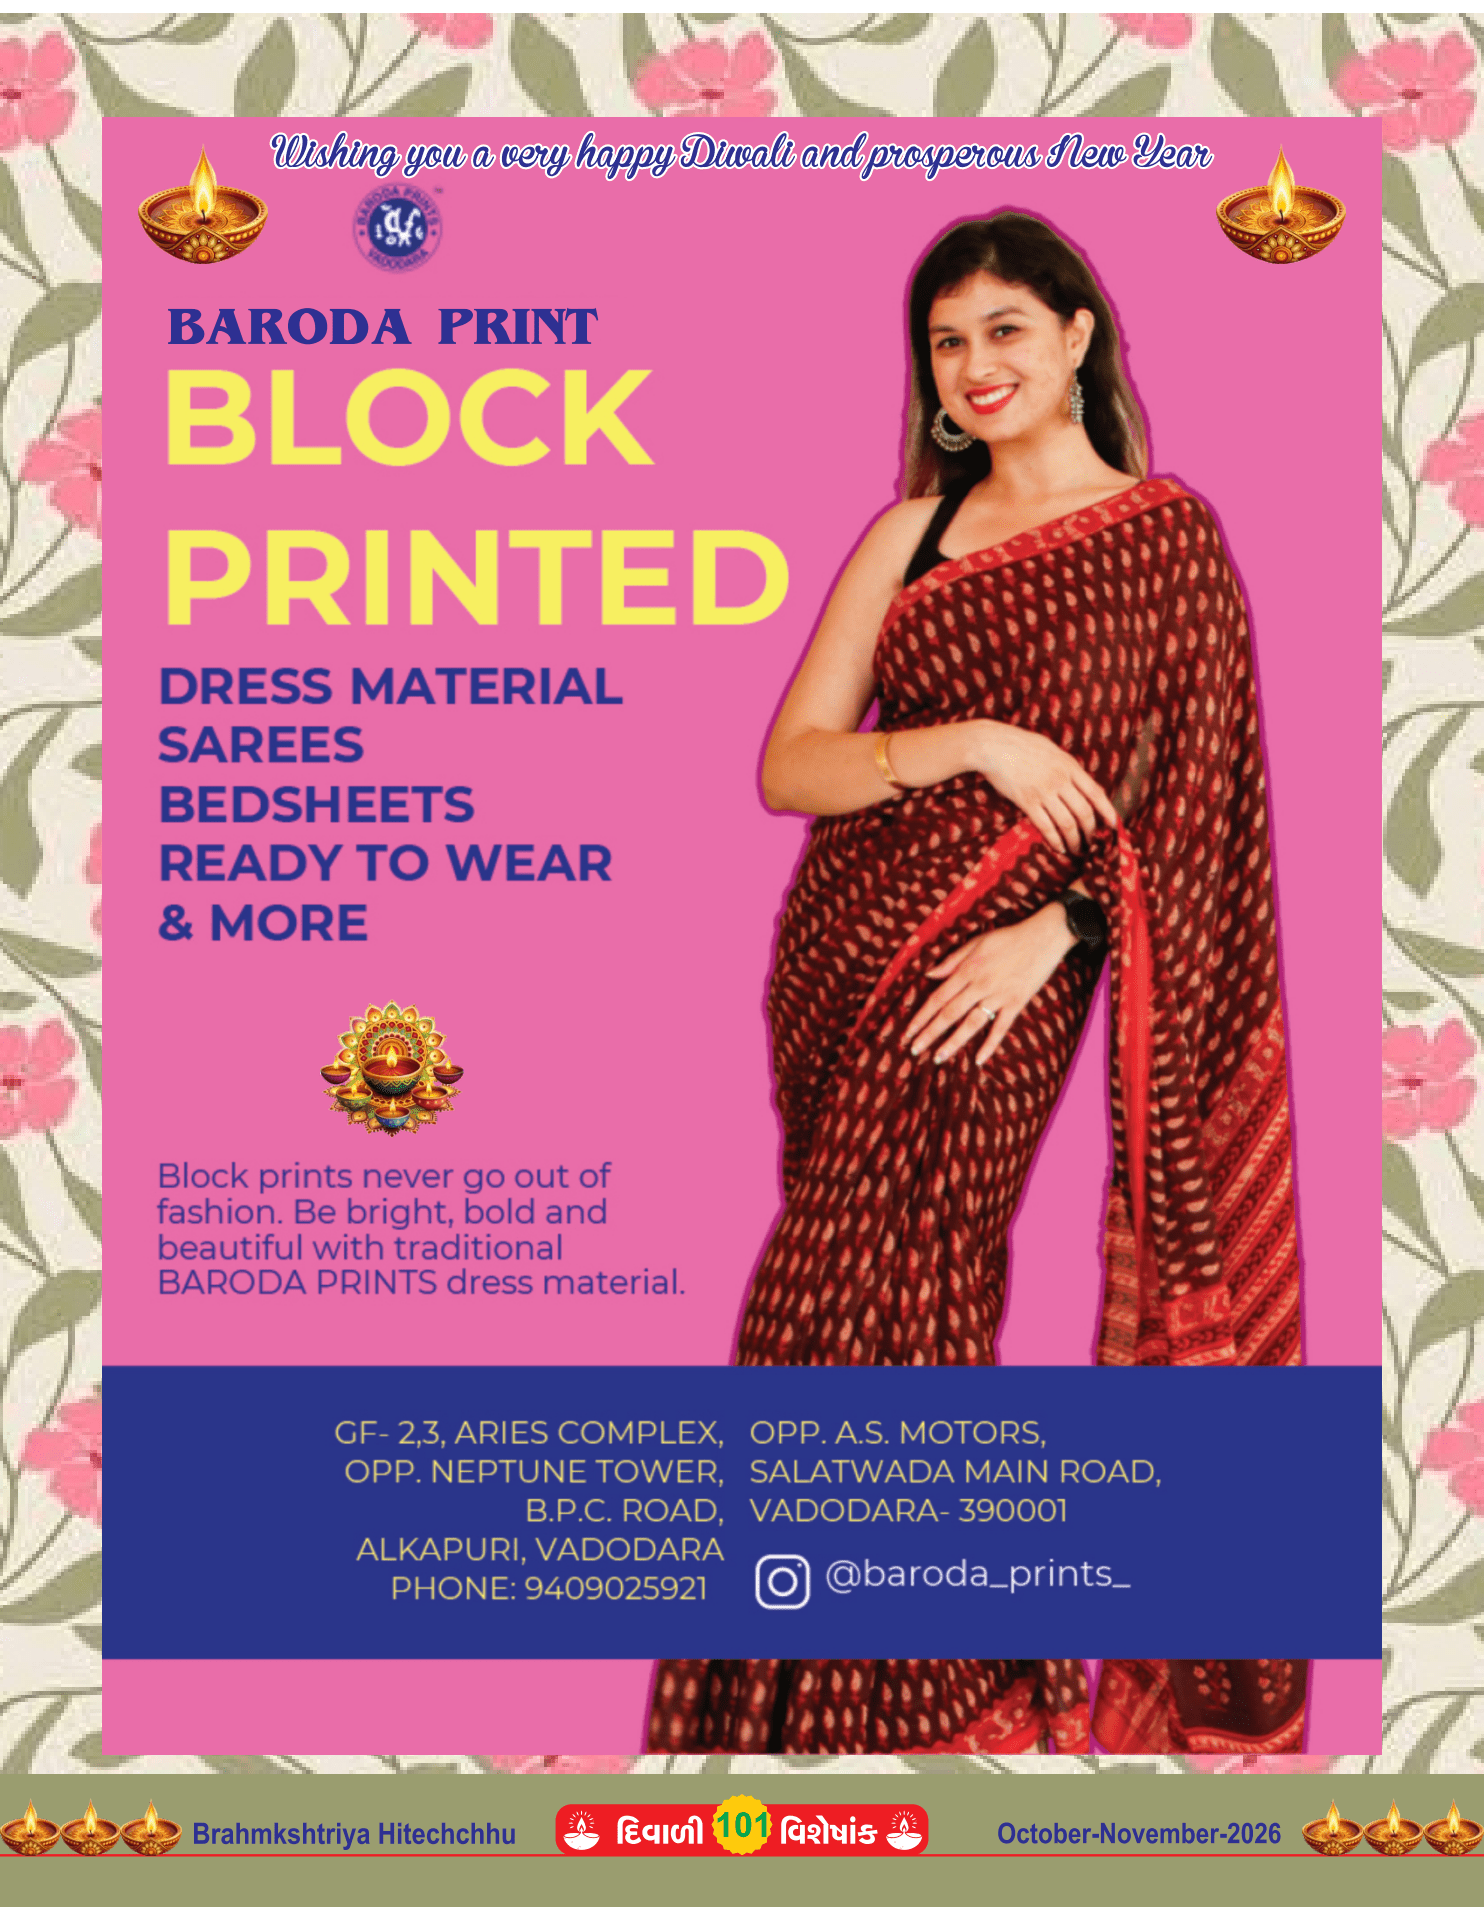 Wishing you a very happy Diwali and prosperous New Year
BARODA PRINTS
VADODARA
BARODA PRINT
BLOCK
PRINTED
DRESS MATERIAL
SAREES
BEDSHEETS
READY TO WEAR
& MORE
Block prints never go out of
fashion. Be bright, bold and
beautiful with traditional
BARODA PRINTS dress material.
GF- 2,3, ARIES COMPLEX,
OPP. NEPTUNE TOWER,
B.P.C. ROAD,
ALKAPURI, VADODARA
PHONE: 9409025921
OPP. A.S. MOTORS,
SALATWADA MAIN ROAD,
VADODARA- 390001
@baroda_prints_
Brahmkshtriya Hitechchhu
દિવાળી 101 વિશેષાંક
October-November-2026